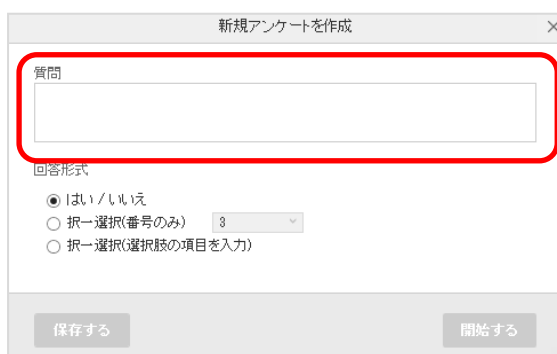 新規アンケートを作成
質問
回答形式
はい / いいえ
択一選択(番号のみ) 3
択一選択(選択肢の項目を入力)
保存する
開始する